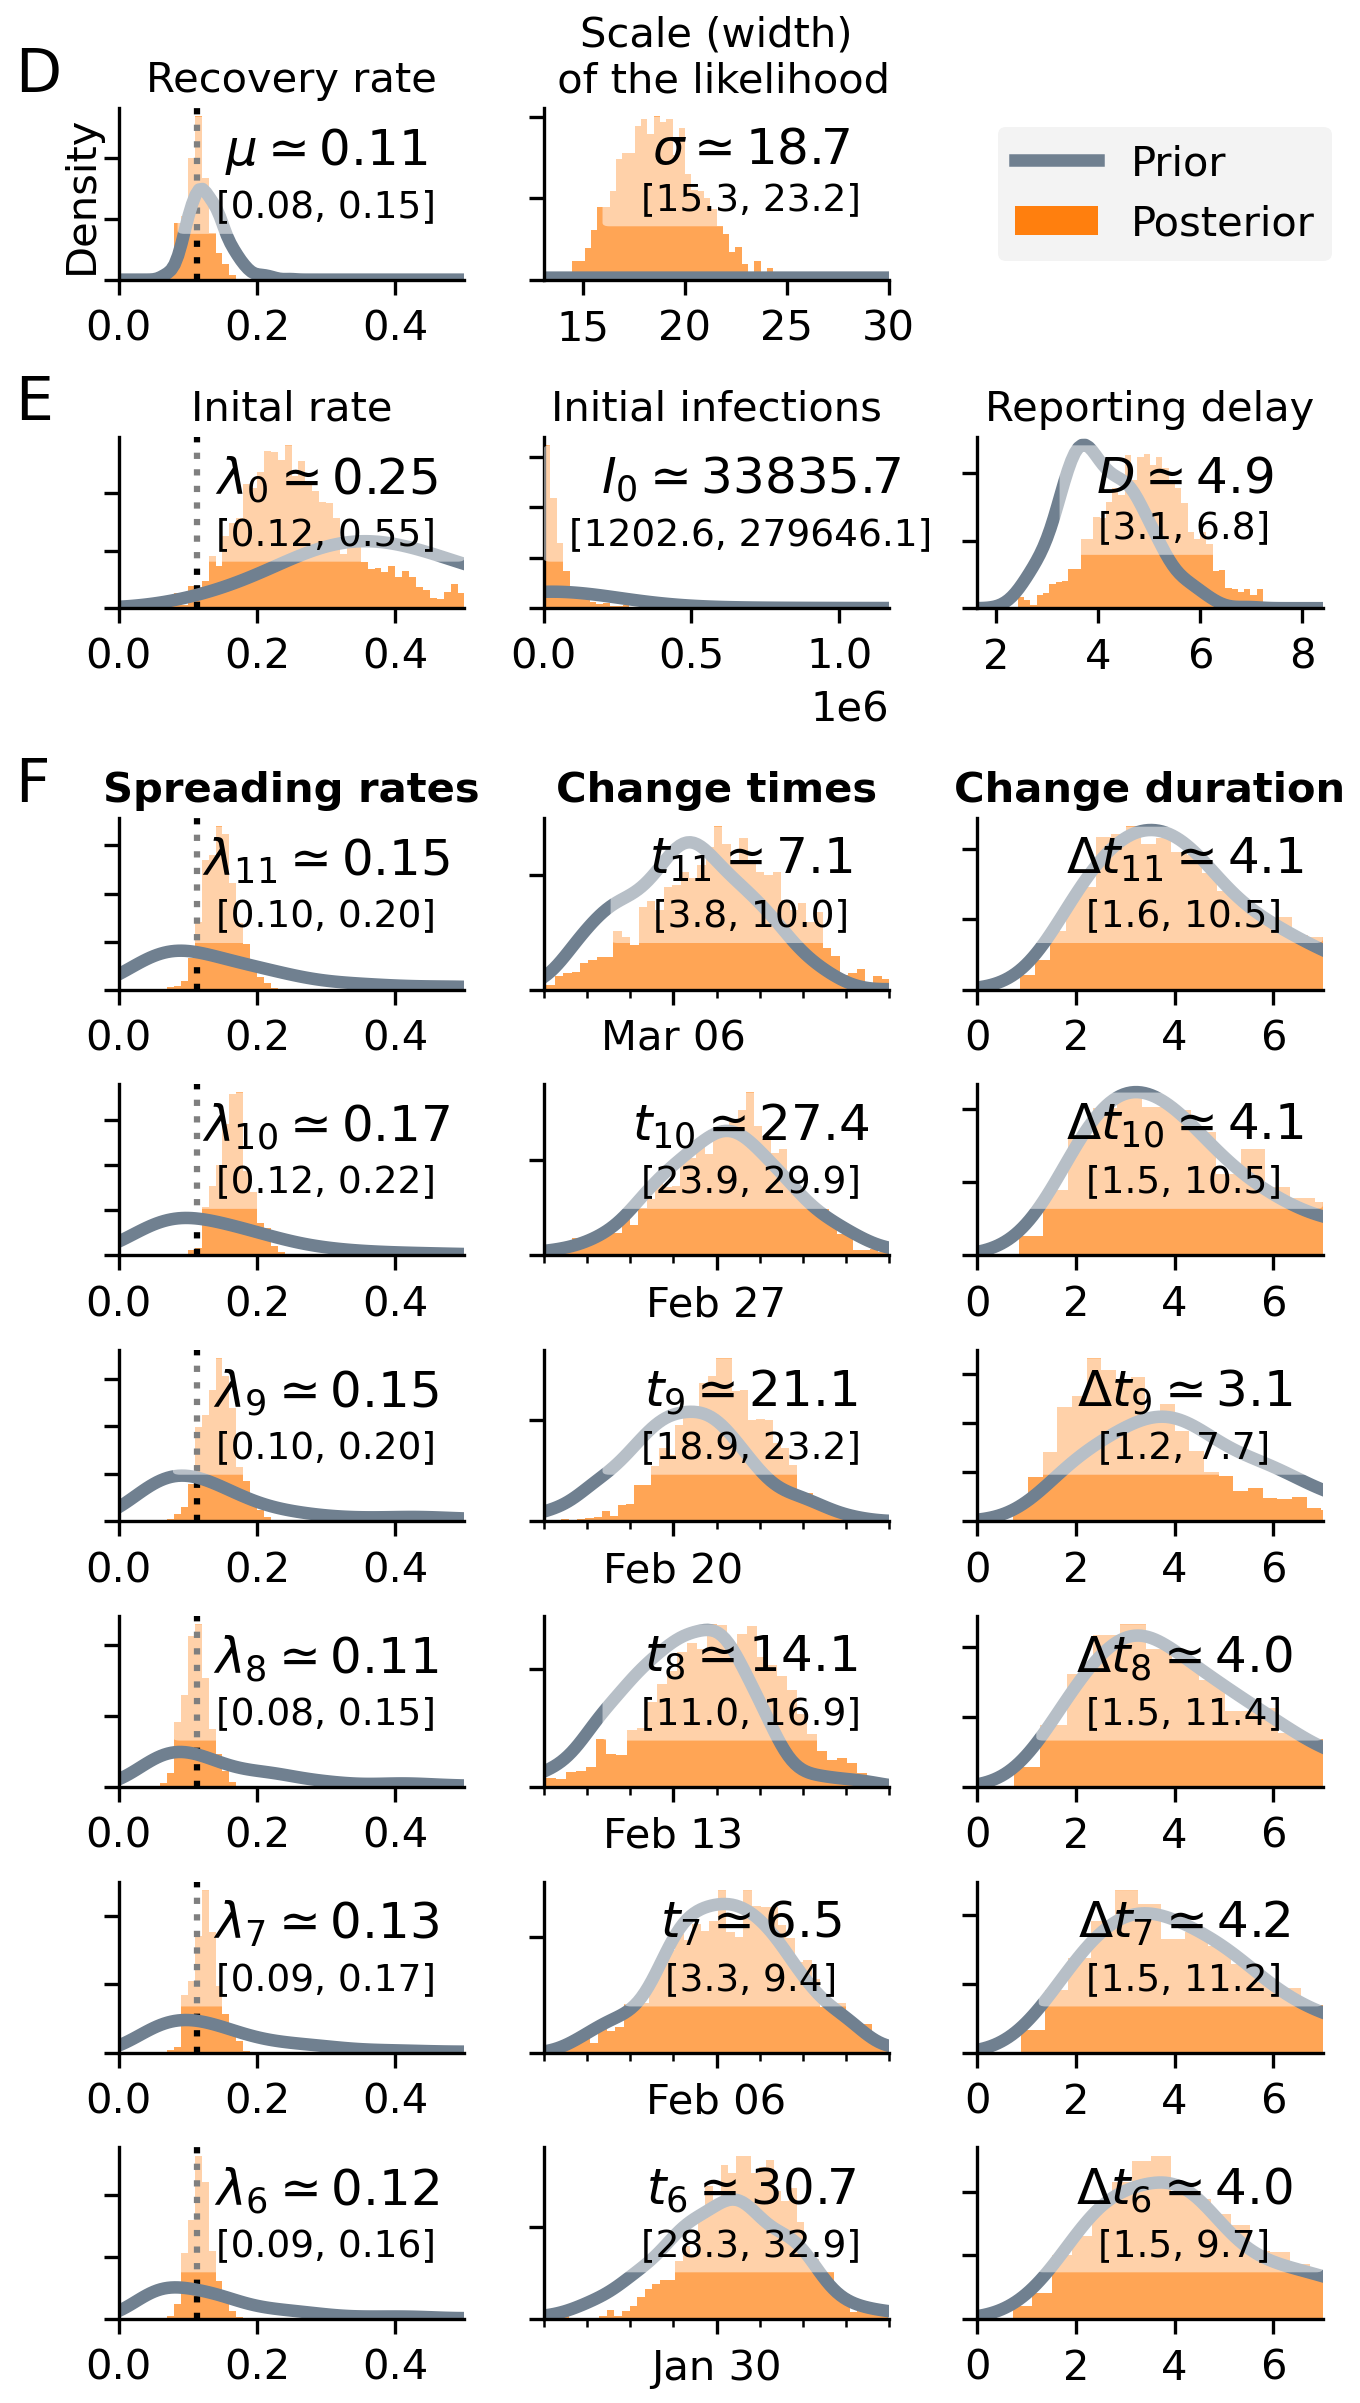 D
Recovery rate
Scale (width)
of the likelihood
Density
μ ≃ 0.11
[0.08, 0.15]
σ ≃ 18.7
[15.3, 23.2]
Prior
Posterior
0.0 0.2 0.4
15 20 25 30
E
Inital rate
Initial infections
Reporting delay
λ0 ≃ 0.25
[0.12, 0.55]
I0 ≃ 33835.7
[1202.6, 279646.1]
D ≃ 4.9
[3.1, 6.8]
0.0 0.2 0.4
0.0 0.5 1.0
1e6
2 4 6 8
F
Spreading rates
Change times
Change duration
λ11 ≃ 0.15
[0.10, 0.20]
t11 ≃ 7.1
[3.8, 10.0]
Δt11 ≃ 4.1
[1.6, 10.5]
0.0 0.2 0.4
Mar 06
0 2 4 6
λ10 ≃ 0.17
[0.12, 0.22]
t10 ≃ 27.4
[23.9, 29.9]
Δt10 ≃ 4.1
[1.5, 10.5]
0.0 0.2 0.4
Feb 27
0 2 4 6
λ9 ≃ 0.15
[0.10, 0.20]
t9 ≃ 21.1
[18.9, 23.2]
Δt9 ≃ 3.1
[1.2, 7.7]
0.0 0.2 0.4
Feb 20
0 2 4 6
λ8 ≃ 0.11
[0.08, 0.15]
t8 ≃ 14.1
[11.0, 16.9]
Δt8 ≃ 4.0
[1.5, 11.4]
0.0 0.2 0.4
Feb 13
0 2 4 6
λ7 ≃ 0.13
[0.09, 0.17]
t7 ≃ 6.5
[3.3, 9.4]
Δt7 ≃ 4.2
[1.5, 11.2]
0.0 0.2 0.4
Feb 06
0 2 4 6
λ6 ≃ 0.12
[0.09, 0.16]
t6 ≃ 30.7
[28.3, 32.9]
Δt6 ≃ 4.0
[1.5, 9.7]
0.0 0.2 0.4
Jan 30
0 2 4 6